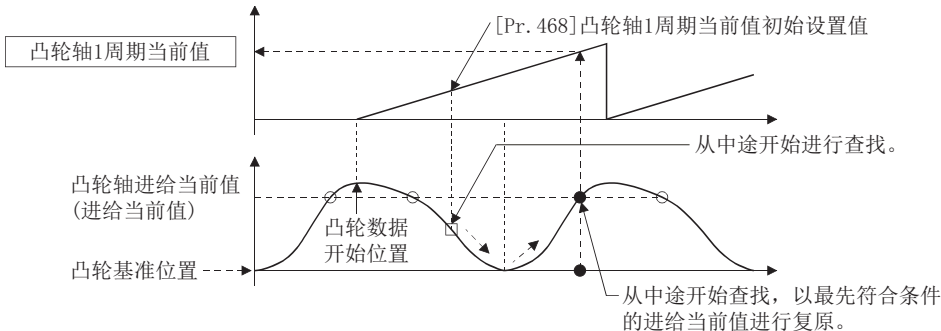 [Pr.468]凸轮轴1周期当前值初始设置值
凸轮轴1周期当前值
从中途开始进行查找。
凸轮轴进给当前值
(进给当前值)
凸轮数据
开始位置
凸轮基准位置
从中途开始查找，以最先符合条件
的进给当前值进行复原。